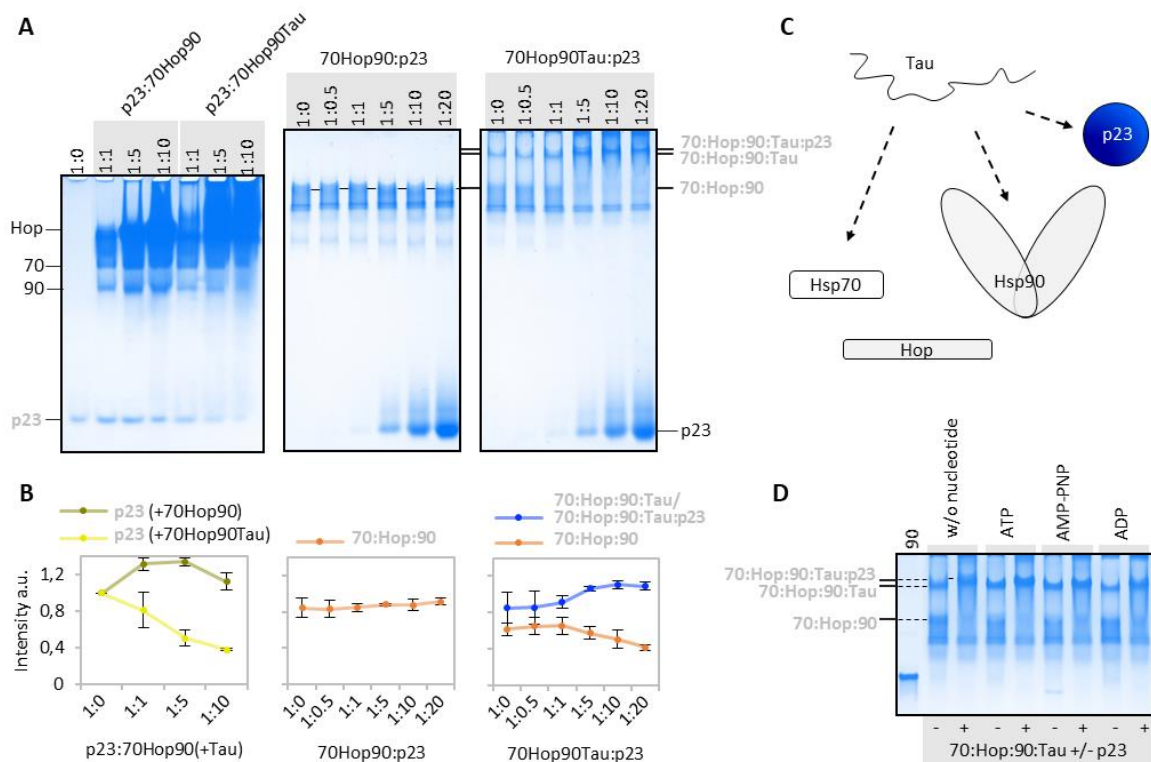 A
p23:70Hop90
p23:70Hop90Tau
1:0
1:1
1:5
1:10
1:1
1:5
1:10
Hop
70
90
p23
70Hop90:p23
1:0
1:0.5
1:1
1:5
1:10
1:20
70Hop90Tau:p23
1:0
1:0.5
1:1
1:5
1:10
1:20
70:Hop:90:Tau:p23
70:Hop:90:Tau
70:Hop:90
p23
C
Tau
p23
Hsp70
Hsp90
Hop
B
p23 (+70Hop90)
p23 (+70Hop90Tau)
Intensity a.u.
1,2
0,8
0,4
0
1:0
1:1
1:5
1:10
p23:70Hop90(+Tau)
70:Hop:90
1:0
1:0.5
1:1
1:5
1:10
1:20
70Hop90:p23
70:Hop:90:Tau/
70:Hop:90:Tau:p23
70:Hop:90
1:0
1:0.5
1:1
1:5
1:10
1:20
70Hop90Tau:p23
D
90
w/o nucleotide
ATP
AMP-PNP
ADP
70:Hop:90:Tau:p23
70:Hop:90:Tau
70:Hop:90
- + - + - + - +
70:Hop:90:Tau +/- p23